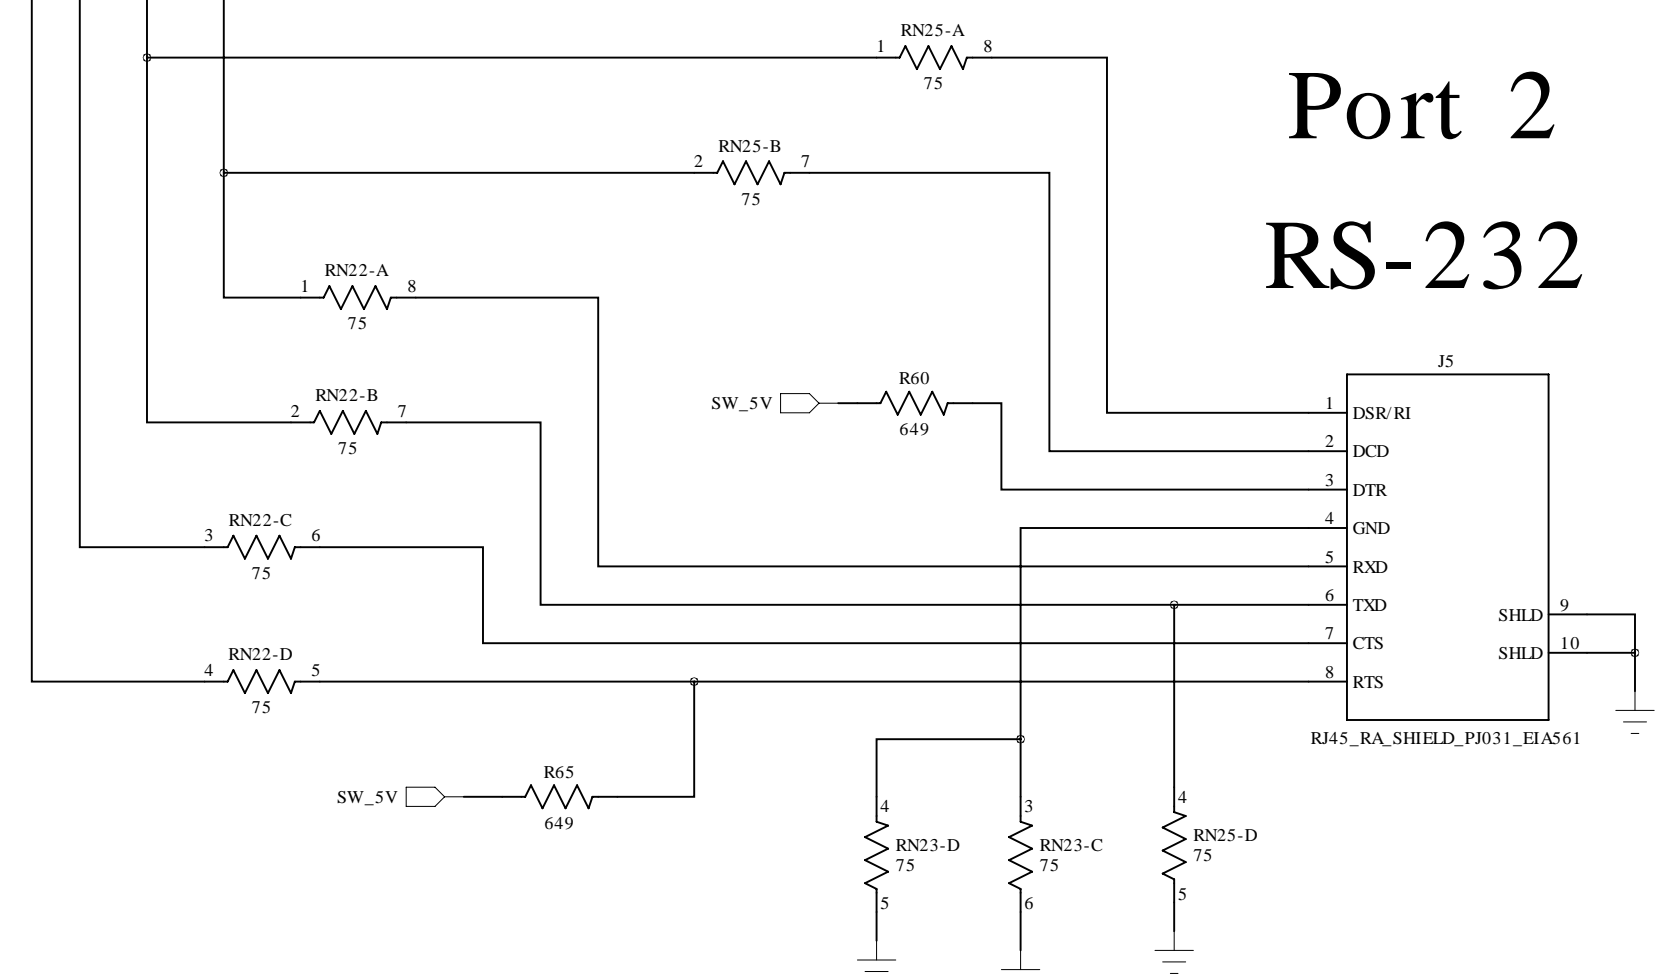 RN25-A
1 8
75
Port 2
RN25-B
2 7
75
RS-232
RN22-A
1 8
75
J5
R60
SW_5V
649
RN22-B
2 7
75
1 DSR/RI
2 DCD
3 DTR
4 GND
5 RXD
6 TXD
7 CTS
8 RTS
SHLD 9
SHLD 10
RJ45_RA_SHIELD_PJ031_EIA561
RN22-C
3 6
75
RN22-D
4 5
75
R65
SW_5V
649
4
RN23-D
75
5
3
RN23-C
75
6
4
RN25-D
75
5